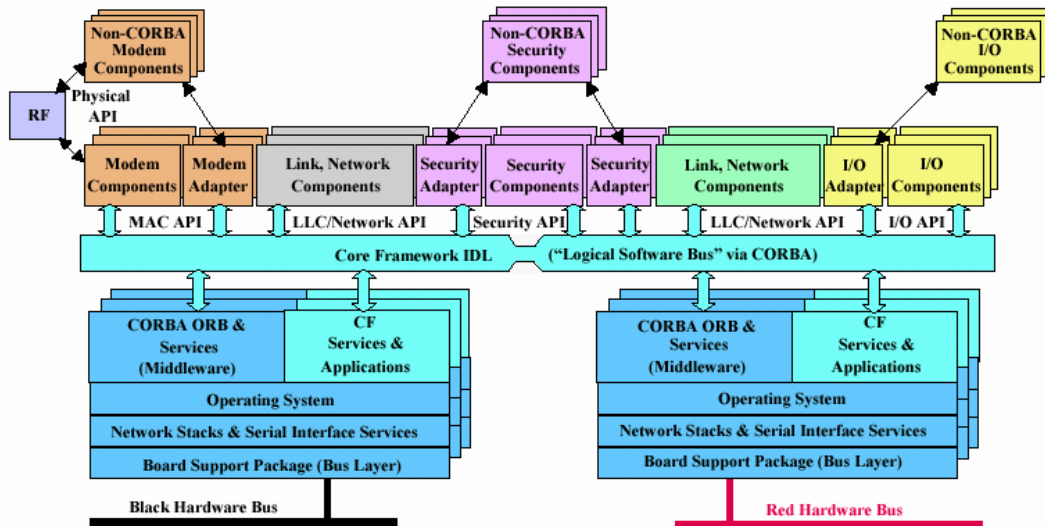 Non-CORBA
Modem
Components
Non-CORBA
Security
Components
Non-CORBA
I/O
Components
RF
Physical
API
Modem
Components
Modem
Adapter
Link, Network
Components
Security
Adapter
Security
Components
Security
Adapter
Link, Network
Components
I/O
Adapter
I/O
Components
MAC API
LLC/Network API
Security API
LLC/Network API
I/O API
Core Framework IDL
(“Logical Software Bus” via CORBA)
CORBA ORB &
Services
(Middleware)
CF
Services &
Applications
Operating System
Network Stacks & Serial Interface Services
Board Support Package (Bus Layer)
Black Hardware Bus
CORBA ORB &
Services
(Middleware)
CF
Services &
Applications
Operating System
Network Stacks & Serial Interface Services
Board Support Package (Bus Layer)
Red Hardware Bus